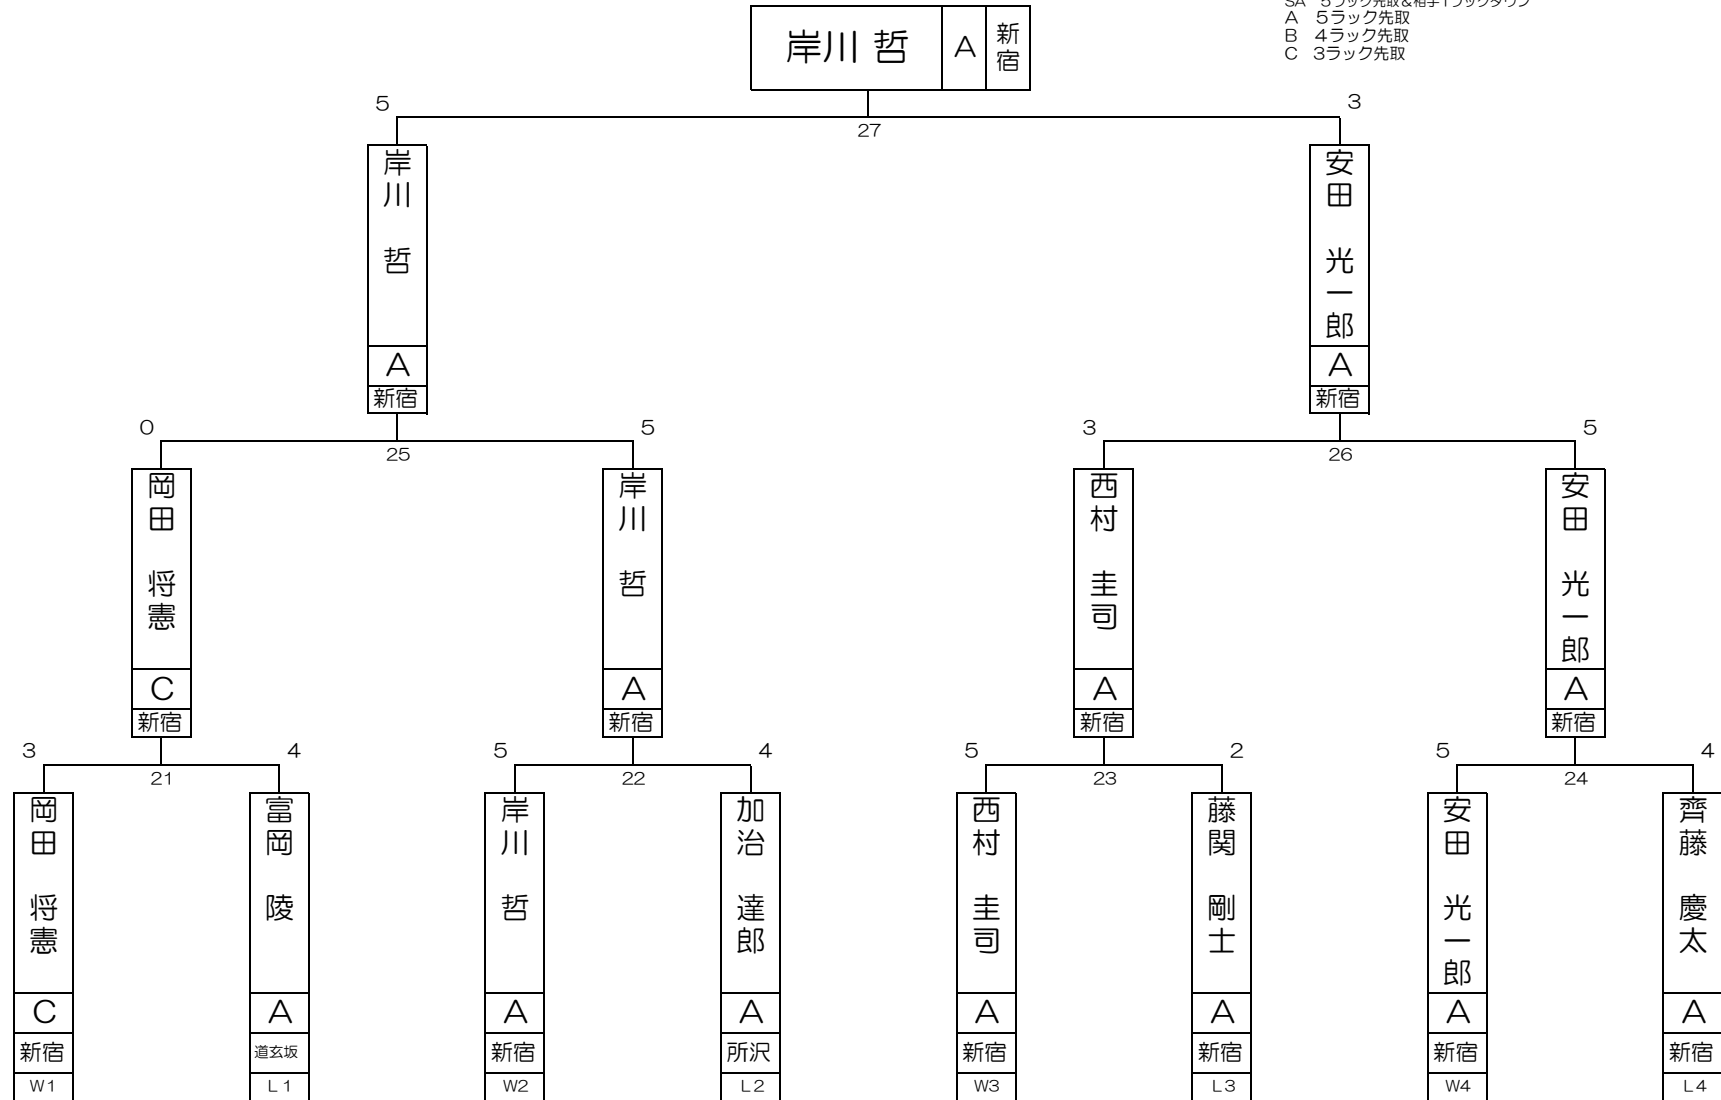 SA 5ラック先取&相手1ラックダウン
A 5ラック先取
B 4ラック先取
C 3ラック先取
岸川 哲 A 新宿
5 3
27
岸川 哲 安田 光一郎
A A
新宿 新宿
0 5 3 5
25 26
岡田 将憲 岸川 哲 西村 圭司 安田 光一郎
C A A A
新宿 新宿 新宿 新宿
3 4 5 4 5 2 5 4
21 22 23 24
岡田 将憲 富岡 陵 岸川 哲 加治 達郎 西村 圭司 藤関 剛士 安田 光一郎 齊藤 慶太
C A A A A A A A
新宿 道玄坂 新宿 所沢 新宿 新宿 新宿 新宿
W1 L1 W2 L2 W3 L3 W4 L4